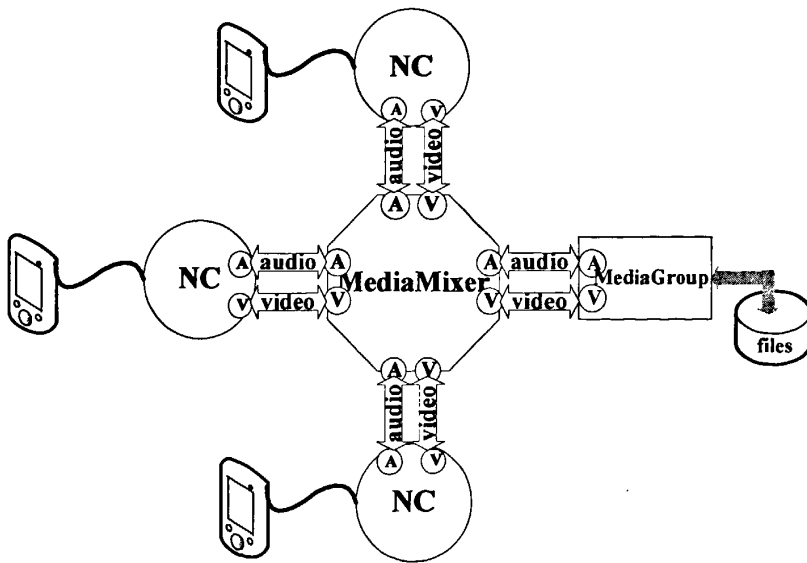 NC
A V
audio video
A V
NC
A audio A
V video V
MediaMixer
A audio A
V video V
MediaGroup
files
A V
audio video
A V
NC